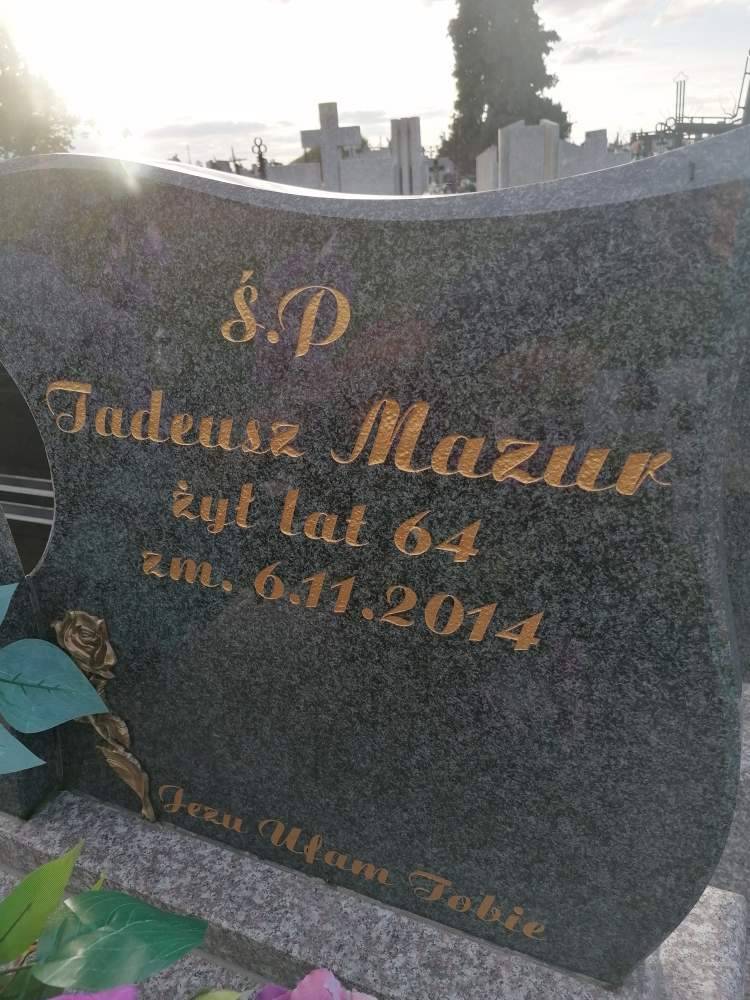 Ś.P
Tadeusz Mazur
żył lat 64
zm. 6.11.2014
Jezu Ufam Tobie